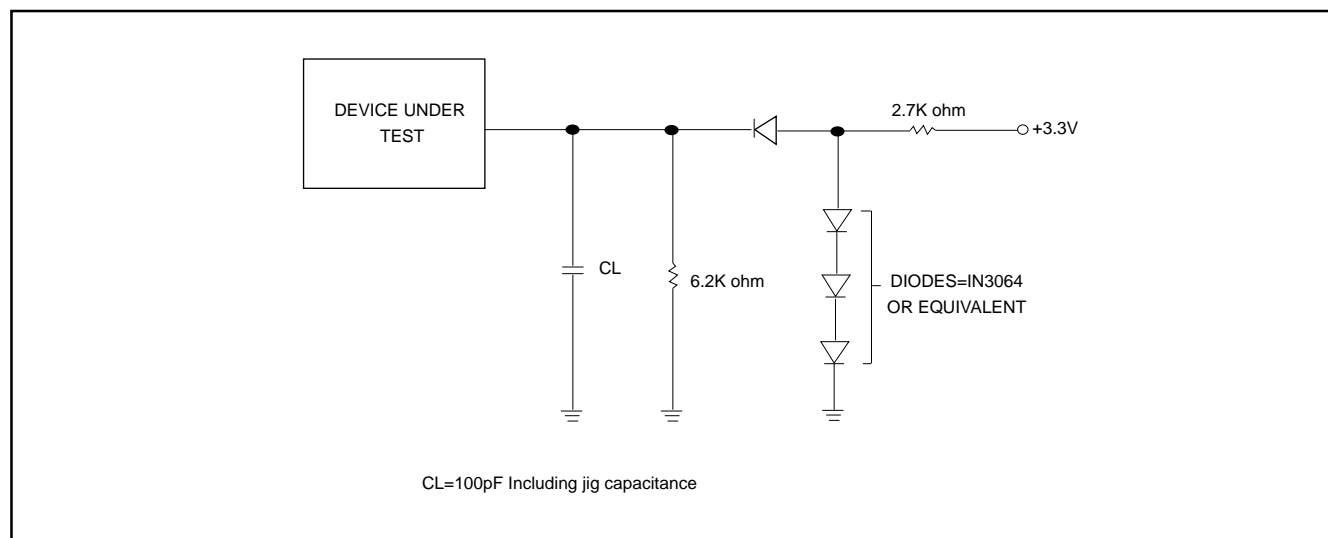 DEVICE UNDER
TEST
2.7K ohm
+3.3V
CL
6.2K ohm
DIODES=IN3064
OR EQUIVALENT
CL=100pF Including jig capacitance